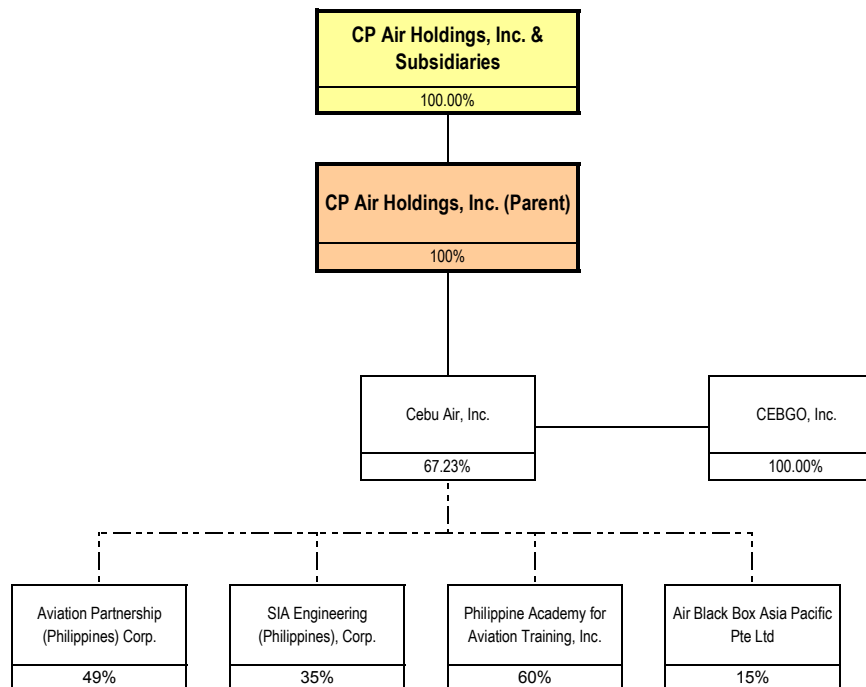 CP Air Holdings, Inc. &
Subsidiaries
100.00%
CP Air Holdings, Inc. (Parent)
100%
Cebu Air, Inc.
67.23%
CEBGO, Inc.
100.00%
Aviation Partnership
(Philippines) Corp.
49%
SIA Engineering
(Philippines), Corp.
35%
Philippine Academy for
Aviation Training, Inc.
60%
Air Black Box Asia Pacific
Pte Ltd
15%